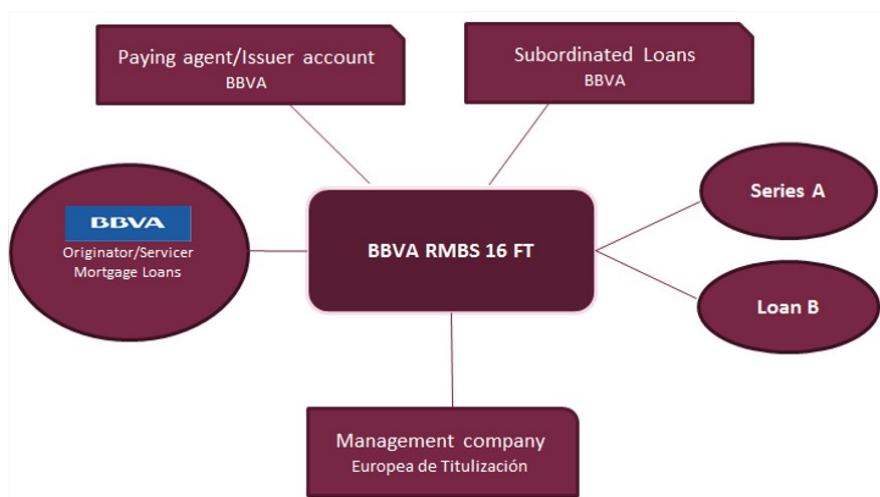 Paying agent/Issuer account
BBVA
Subordinated Loans
BBVA
BBVA
Originator/Servicer
Mortgage Loans
BBVA RMBS 16 FT
Series A
Loan B
Management company
Europea de Titulización